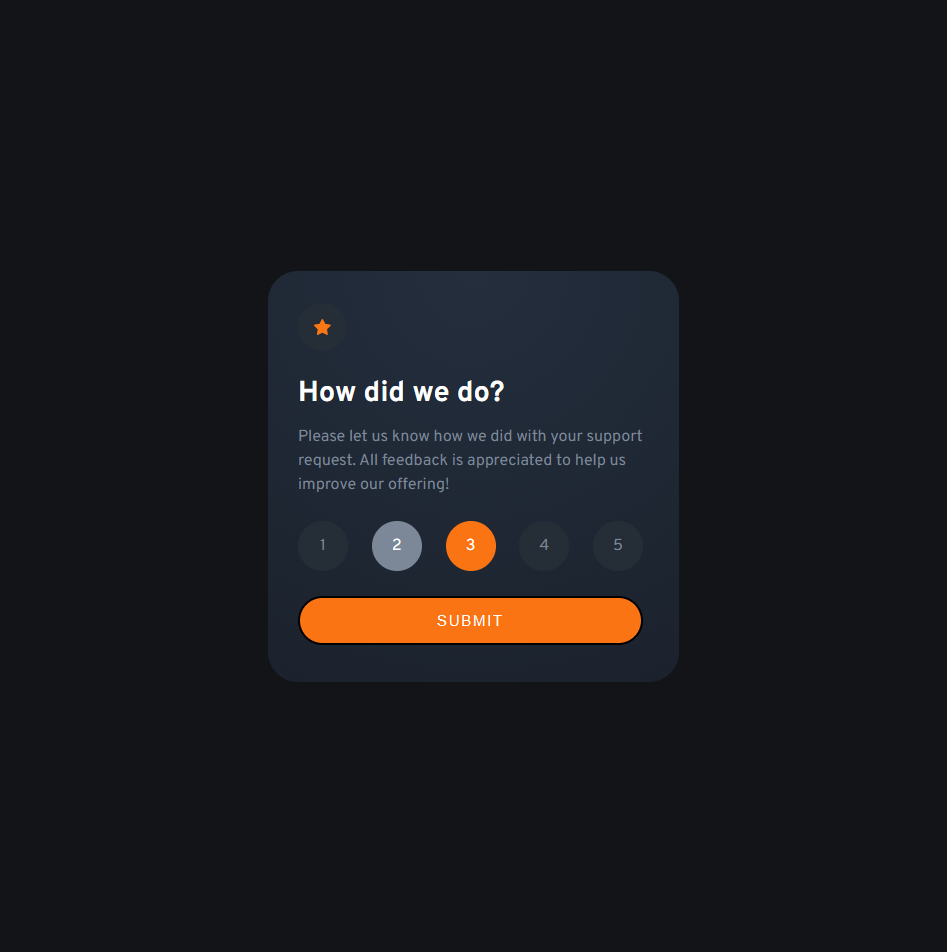 How did we do?
Please let us know how we did with your support
request. All feedback is appreciated to help us
improve our offering!
1 2 3 4 5
SUBMIT